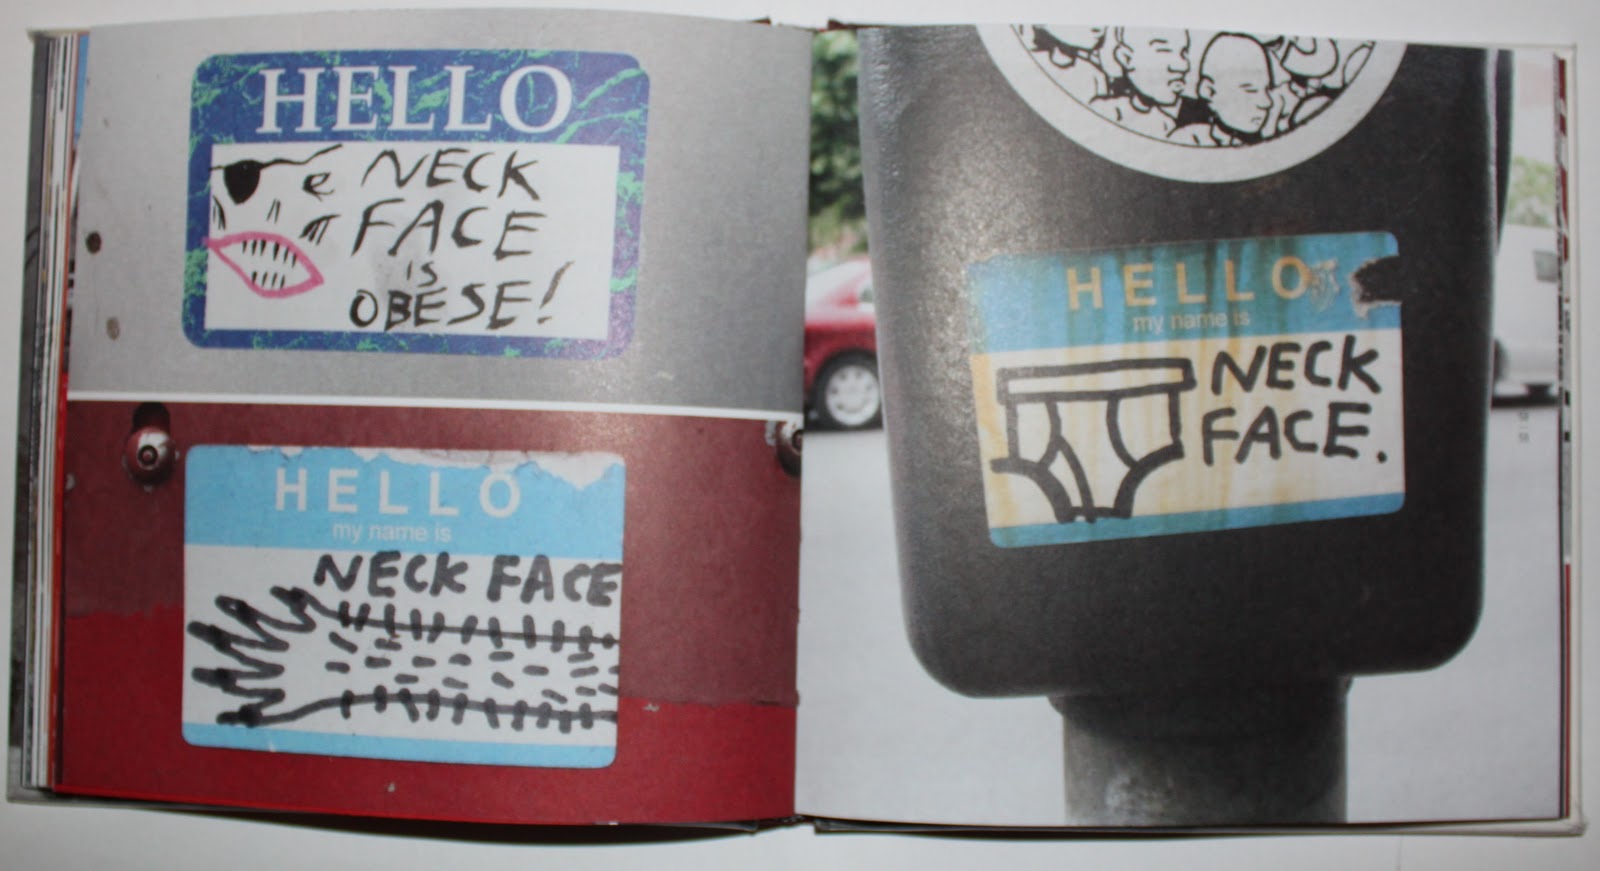 HELLO
NECK
FACE
IS
OBESE!
HELLO
my name is
NECK FACE
HELLO
my name is
NECK
FACE.